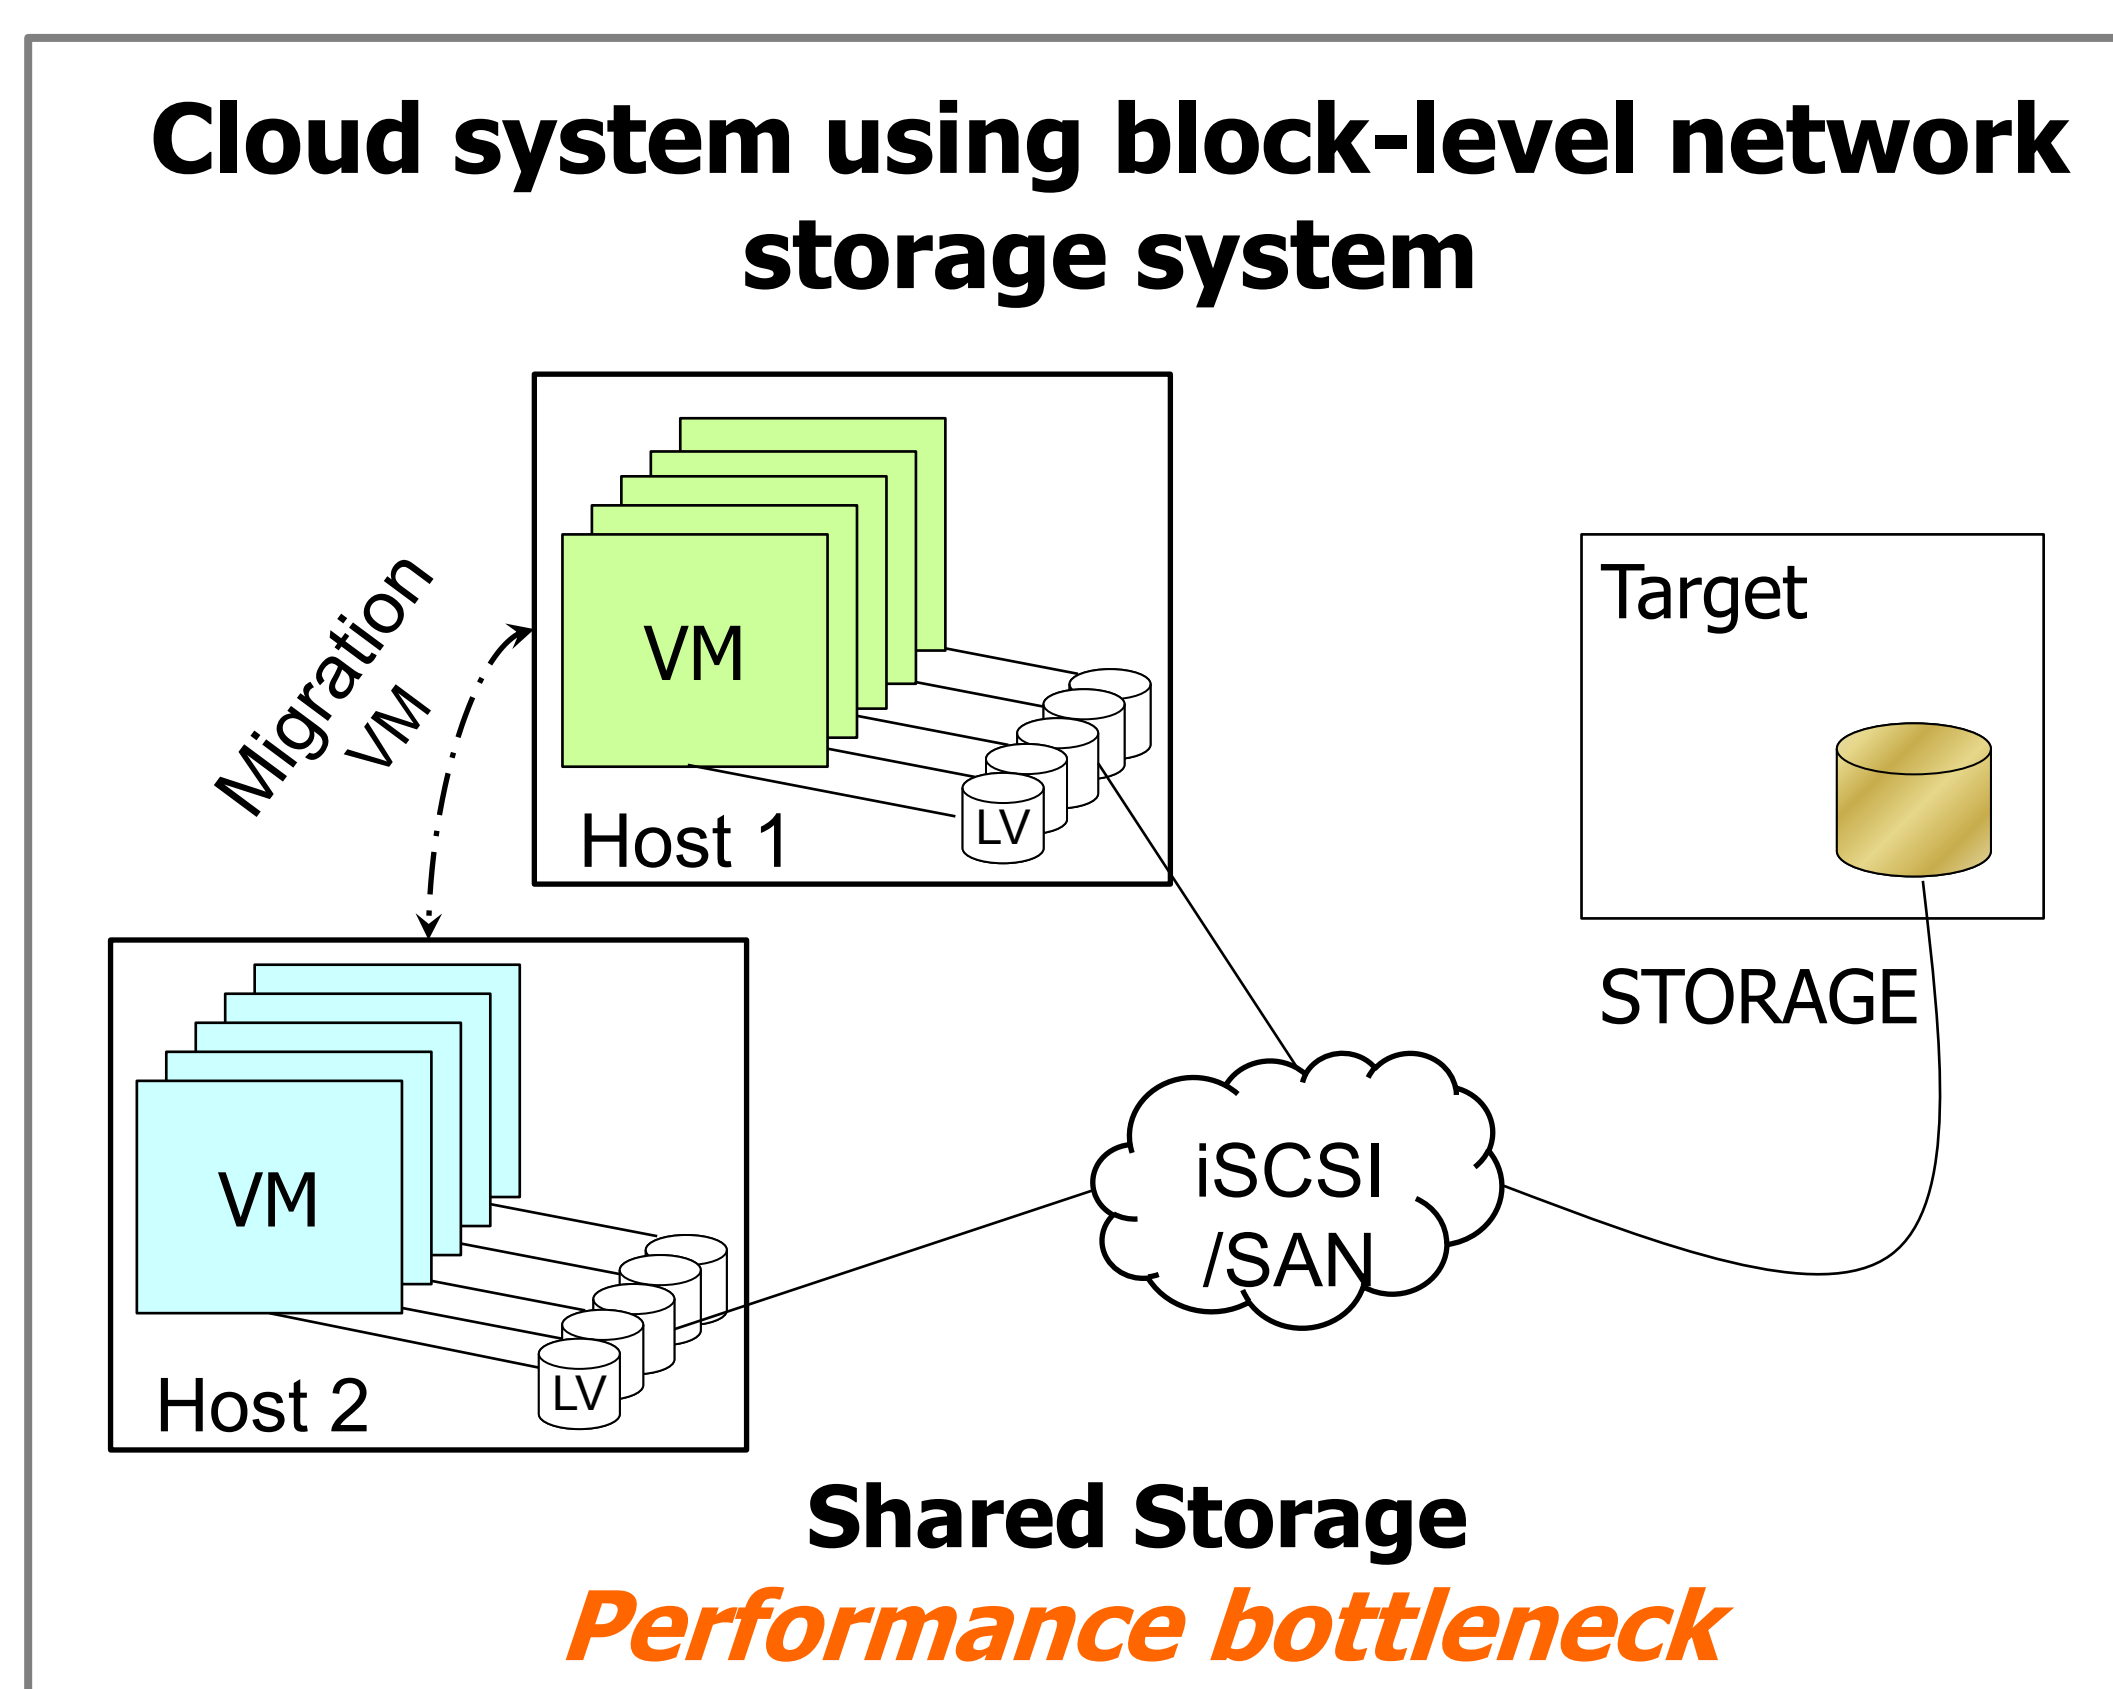 Cloud system using block-level network
storage system
Migration
VM
VM
LV
Host 1
Target
STORAGE
VM
LV
Host 2
iSCSI
/SAN
Shared Storage
Performance bottleneck